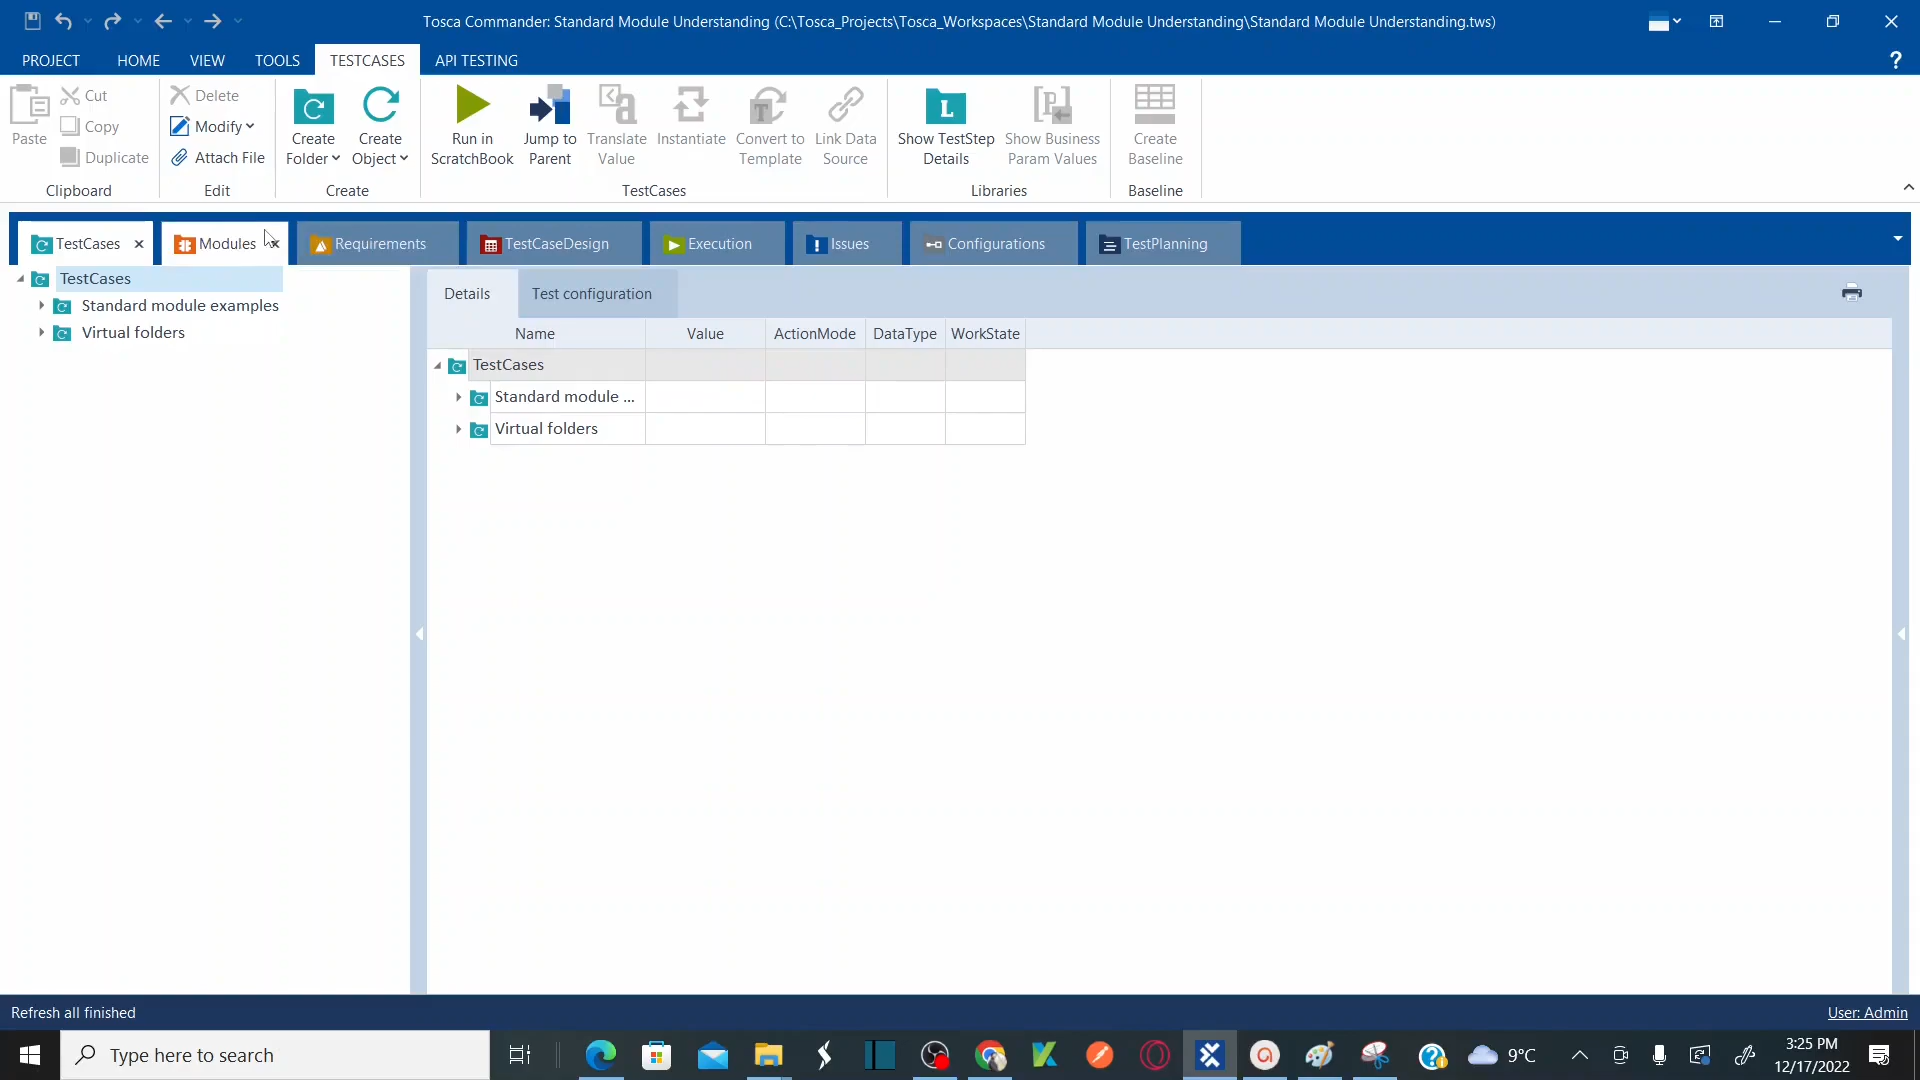 Tosca Commander: Standard Module Understanding (C:\Tosca_Projects\Tosca_Workspaces\Standard Module Understanding\Standard Module Understanding.tws)
PROJECT HOME VIEW TOOLS TESTCASES API TESTING ?
Paste
Cut
Copy
Duplicate
Clipboard
Delete
Modify
Attach File
Edit
Create Folder
Create Object
Create
Run in ScratchBook
Jump to Parent
Translate Value
Instantiate
Convert to Template
Link Data Source
TestCases
Show TestStep Details
Show Business Param Values
Libraries
Create Baseline
Baseline
TestCases Modules Requirements TestCaseDesign Execution Issues Configurations TestPlanning
TestCases
Standard module examples
Virtual folders
Details Test configuration
Name Value ActionMode DataType WorkState
TestCases
Standard module ...
Virtual folders
Refresh all finished User: Admin
Type here to search
9°C
3:25 PM
12/17/2022